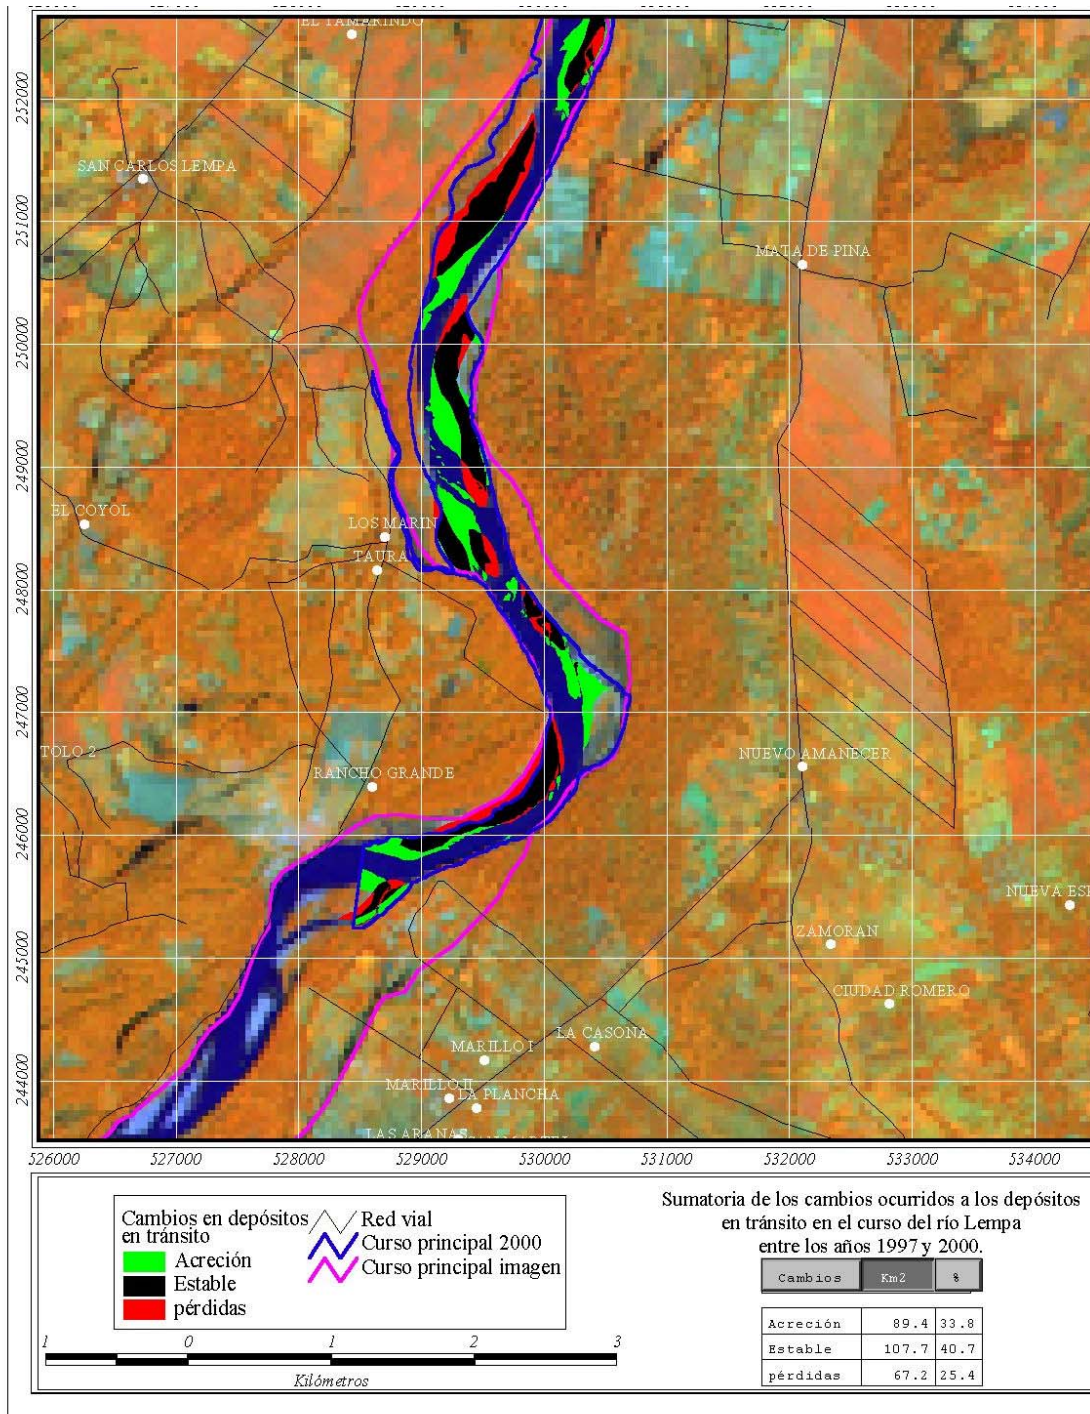 EL TAMARINDO
252000
SAN CARLOS LEMPA
251000
MATA DE PINA
250000
249000
EL COYOL
LOS MARIN
TAURA
248000
247000
TOLO 2
RANCHO GRANDE
NUEVO AMANECER
246000
NUEVA ESP
ZAMORAN
245000
CIUDAD ROMERO
LA CASONA
MARILLO I
244000
MARILLO II
LA PLANCHA
LAS ARANAS
526000 527000 528000 529000 530000 531000 532000 533000 534000
Cambios en depósitos
en tránsito
Acreción
Estable
pérdidas
Red vial
Curso principal 2000
Curso principal imagen
1 0 1 2 3
Kilómetros
Sumatoria de los cambios ocurridos a los depósitos
en tránsito en el curso del río Lempa
entre los años 1997 y 2000.
Cambios Km2 %
Acreción 89.4 33.8
Estable 107.7 40.7
pérdidas 67.2 25.4